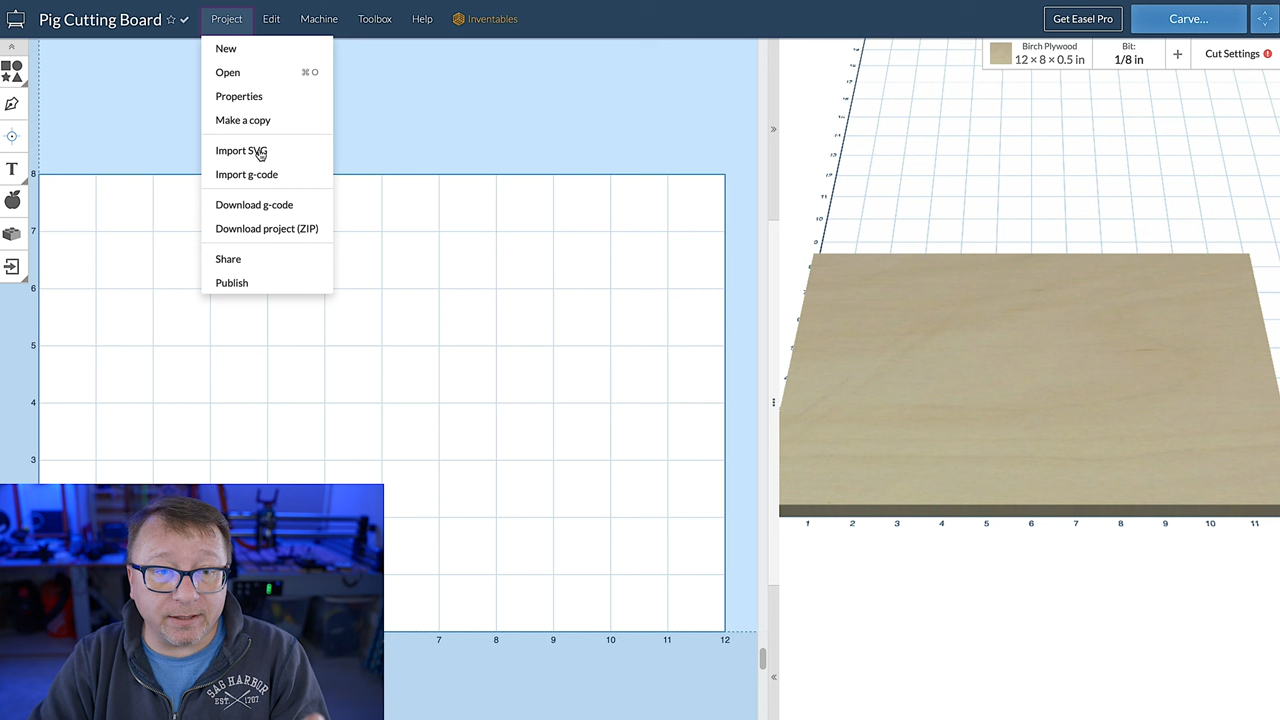 Pig Cutting Board
Project
Edit
Machine
Toolbox
Help
Inventables
Get Easel Pro
Carve...
New
Open ⌘ O
Properties
Make a copy
Import SVG
Import g-code
Download g-code
Download project (ZIP)
Share
Publish
Birch Plywood
12 × 8 × 0.5 in
Bit:
1/8 in
+
Cut Settings
T
8
7
6
5
4
3
7 8 9 10 11 12
1 2 3 4 5 6 7 8 9 10 11
SAG HARBOR
EST. 1707